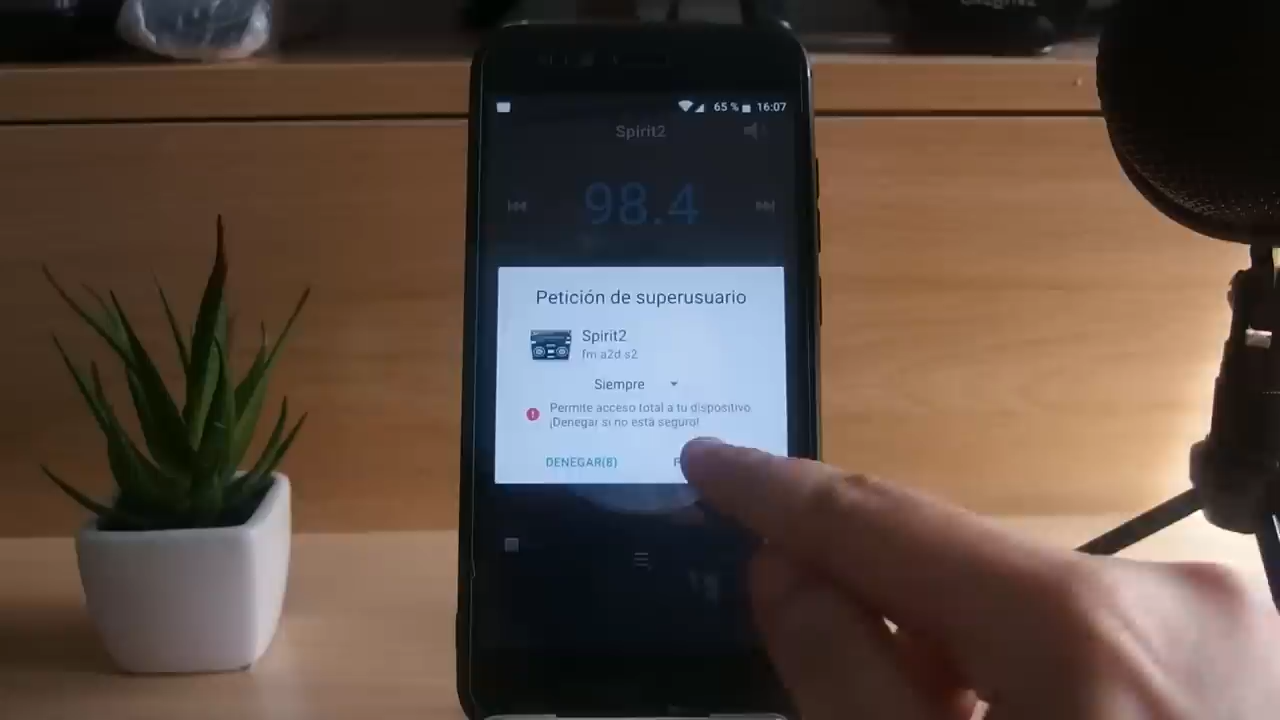 65 % 16:07
Spirit2
98.4
Petición de superusuario
Spirit2
fm a2d s2
Siempre
Permite acceso total a tu dispositivo.
¡Denegar si no está seguro!
DENEGAR(8)